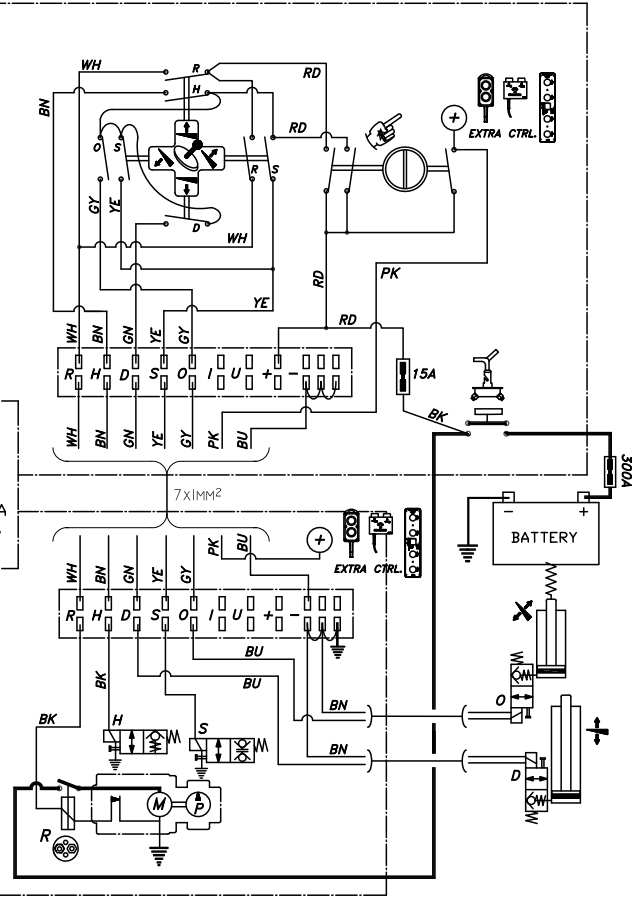 WH
R
RD
H
BN
+
EXTRA CTRL.
RD
O S
R S
GY
YE
D
WH
RD
PK
YE
RD
WH BN GN YE GY
R H D S O I U + −
15A
BK
WH BN GN YE GY PK BU
300A
7x1MM²
A
− +
BATTERY
+
PK BU
EXTRA CTRL.
WH BN GN YE GY
R H D S O I U + −
BU
BU
BK
O
BN
BK
H
S
BN
D
M P
R